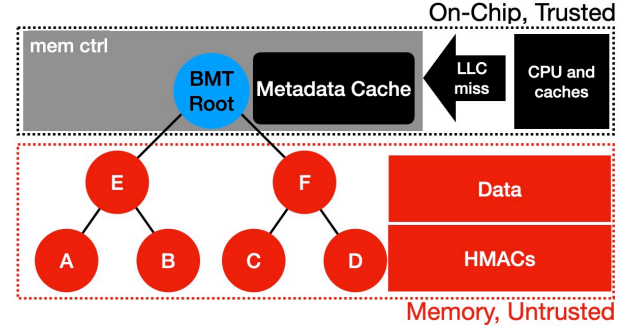 On-Chip, Trusted
mem ctrl
BMT
Root
Metadata Cache
LLC
miss
CPU and
caches
E
F
Data
A
B
C
D
HMACs
Memory, Untrusted